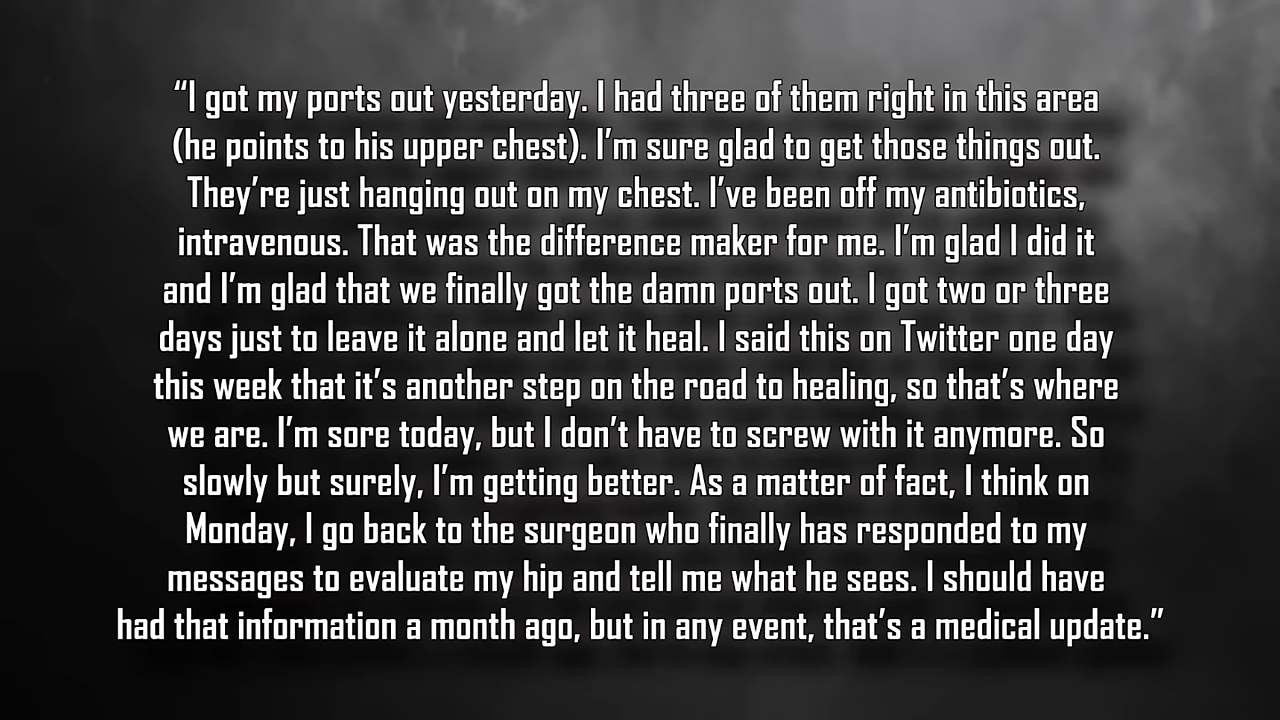 “I got my ports out yesterday. I had three of them right in this area
(he points to his upper chest). I’m sure glad to get those things out.
They’re just hanging out on my chest. I’ve been off my antibiotics,
intravenous. That was the difference maker for me. I’m glad I did it
and I’m glad that we finally got the damn ports out. I got two or three
days just to leave it alone and let it heal. I said this on Twitter one day
this week that it’s another step on the road to healing, so that’s where
we are. I’m sore today, but I don’t have to screw with it anymore. So
slowly but surely, I’m getting better. As a matter of fact, I think on
Monday, I go back to the surgeon who finally has responded to my
messages to evaluate my hip and tell me what he sees. I should have
had that information a month ago, but in any event, that’s a medical update.”